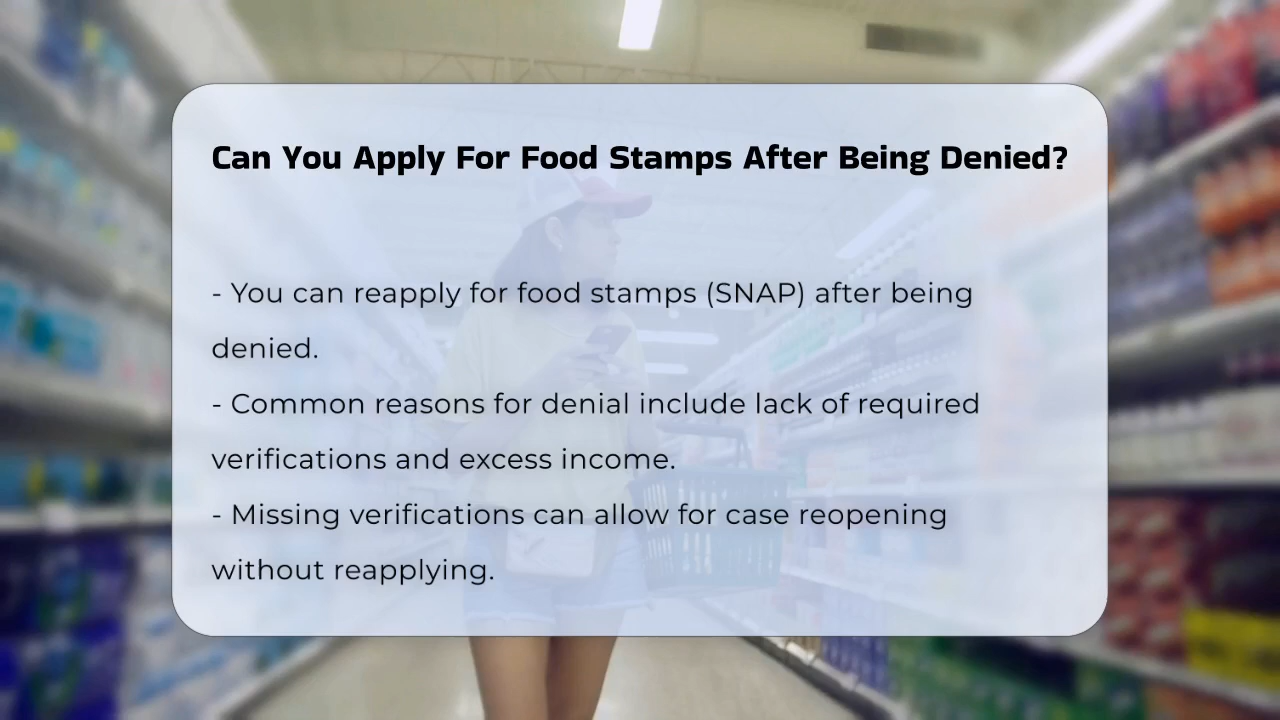 Can You Apply For Food Stamps After Being Denied?
- You can reapply for food stamps (SNAP) after being
denied.
- Common reasons for denial include lack of required
verifications and excess income.
- Missing verifications can allow for case reopening
without reapplying.